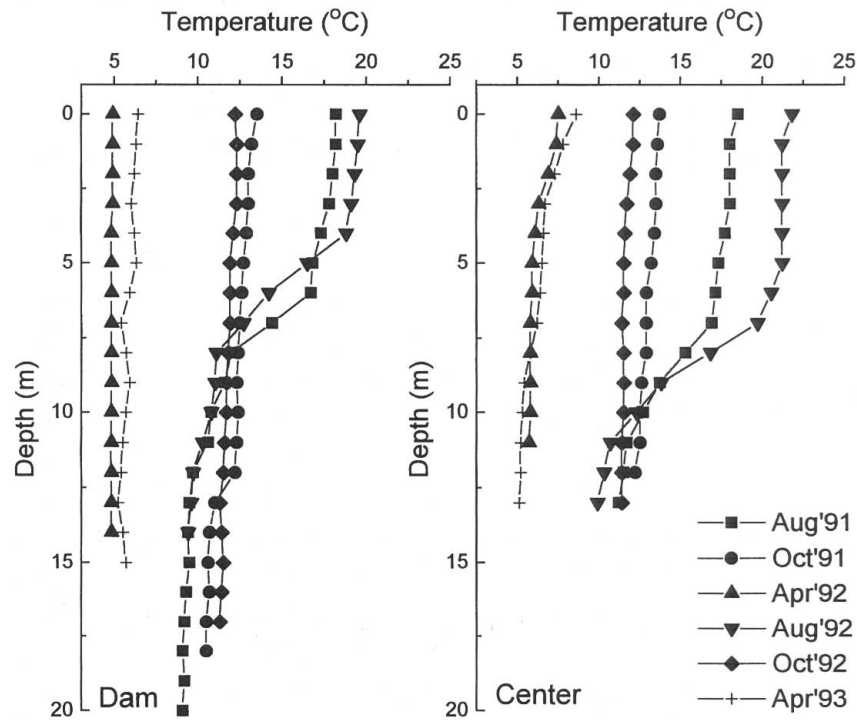 Temperature (°C)
Temperature (°C)
5 10 15 20 25
5 10 15 20 25
0
5
10
15
20
Depth (m)
0
5
10
15
20
Depth (m)
Dam
Center
Aug'91
Oct'91
Apr'92
Aug'92
Oct'92
Apr'93